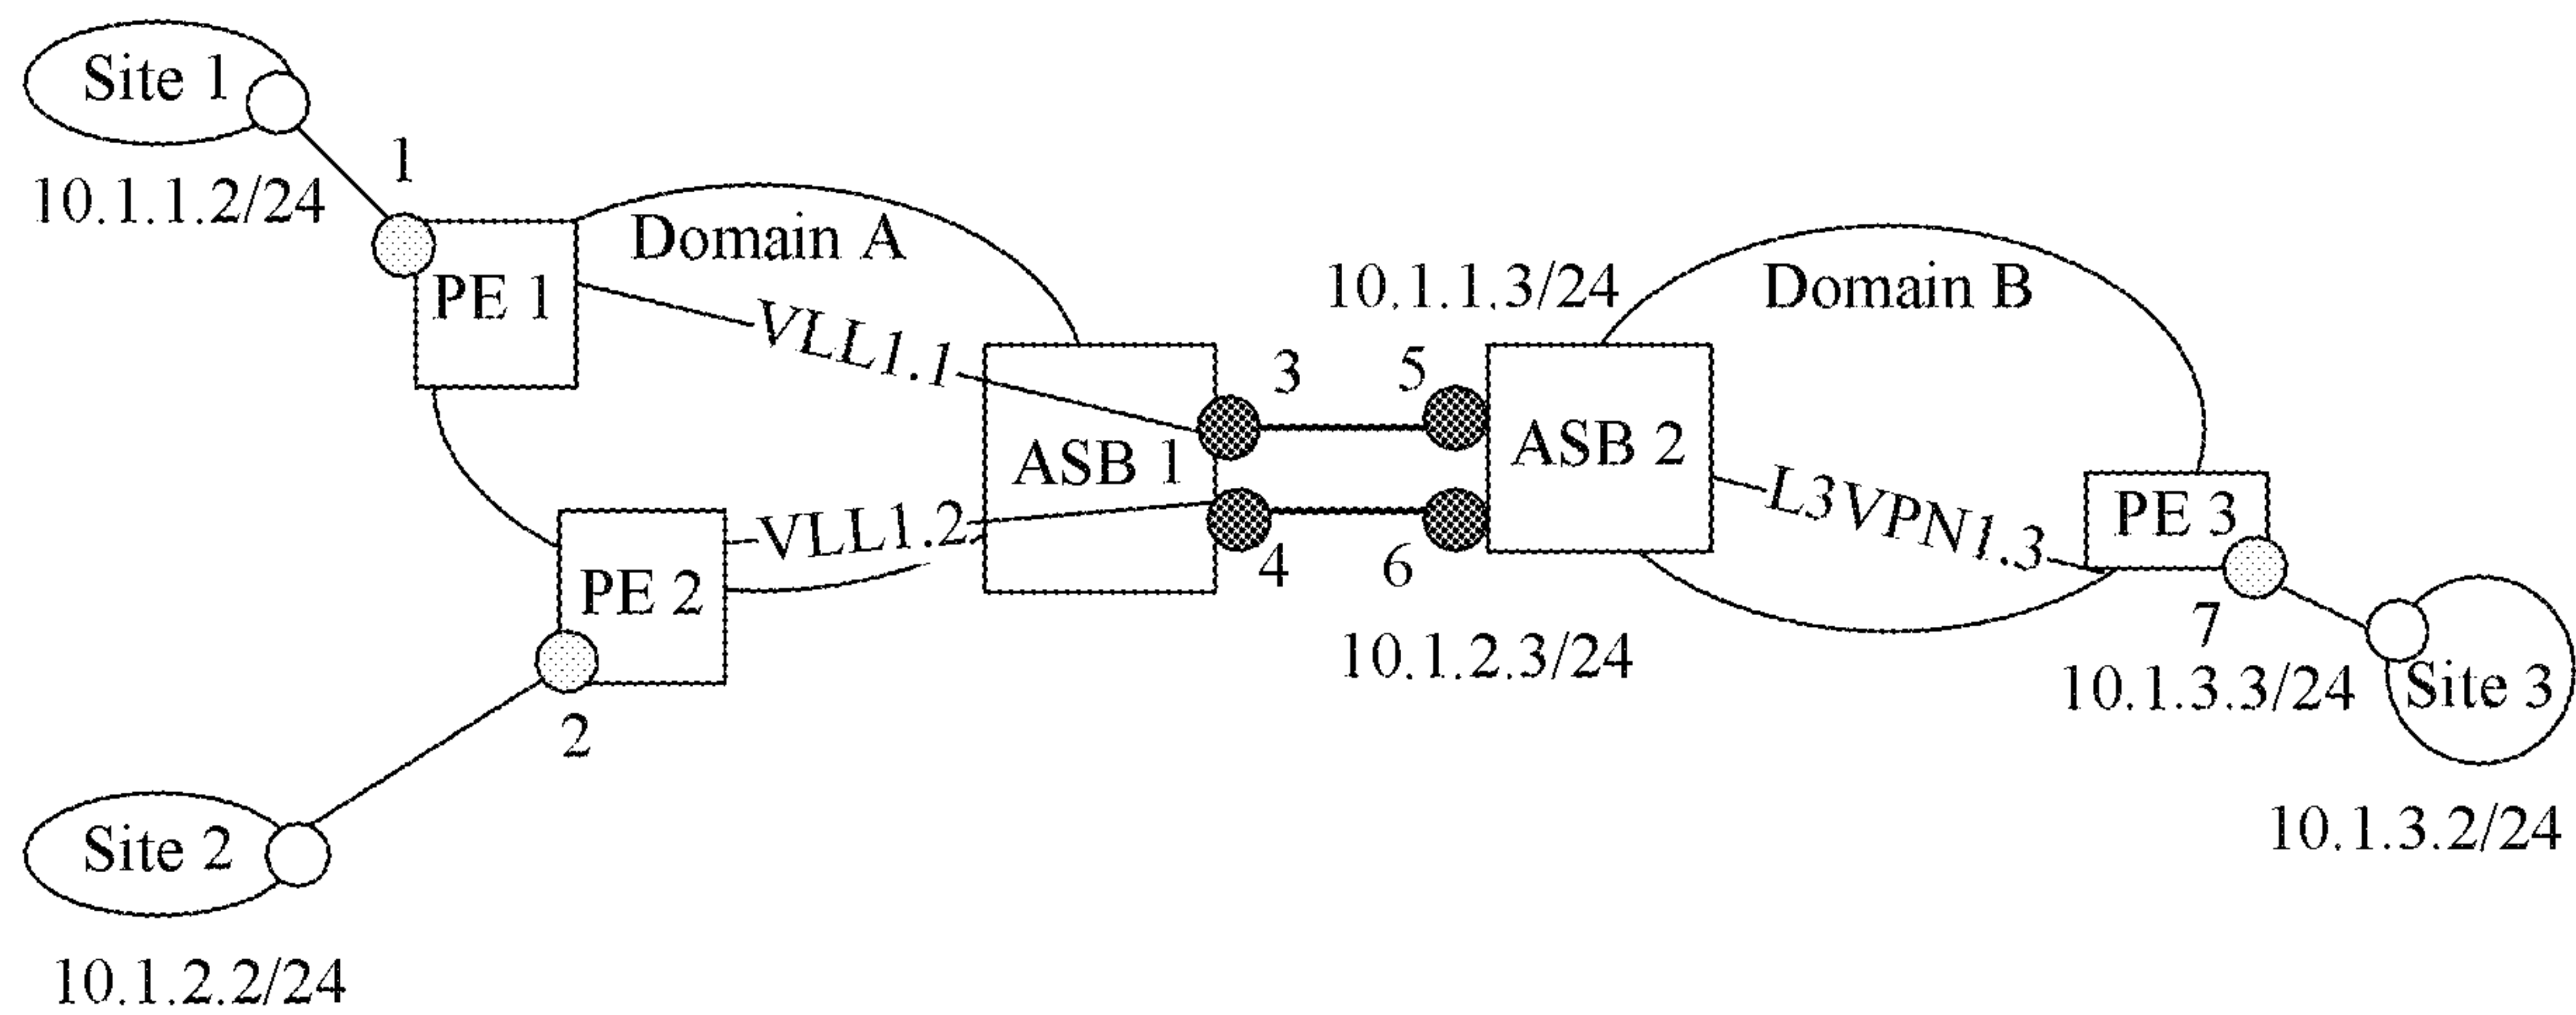 Site 1
10.1.1.2/24
1
PE 1
Domain A
VLL1.1
ASB 1
3
4
PE 2
VLL1.2
2
Site 2
10.1.2.2/24
10.1.1.3/24
5
6
ASB 2
10.1.2.3/24
Domain B
L3VPN1.3
PE 3
7
10.1.3.3/24
Site 3
10.1.3.2/24